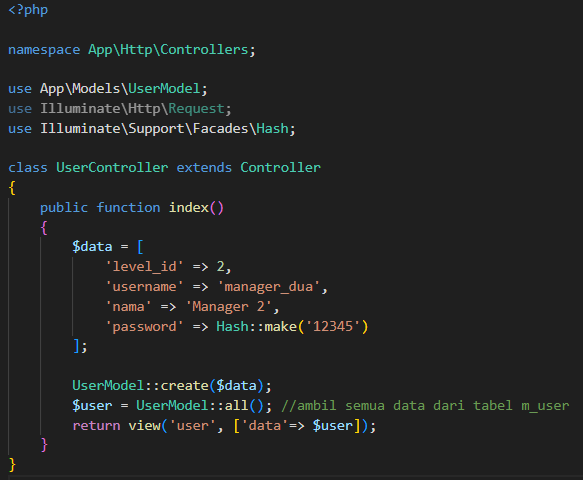 <?php
namespace App\Http\Controllers;
use App\Models\UserModel;
use Illuminate\Http\Request;
use Illuminate\Support\Facades\Hash;
class UserController extends Controller
{
    public function index()
    {
        $data = [
            'level_id' => 2,
            'username' => 'manager_dua',
            'nama' => 'Manager 2',
            'password' => Hash::make('12345')
        ];
        UserModel::create($data);
        $user = UserModel::all(); //ambil semua data dari tabel m_user
        return view('user', ['data'=> $user]);
    }
}